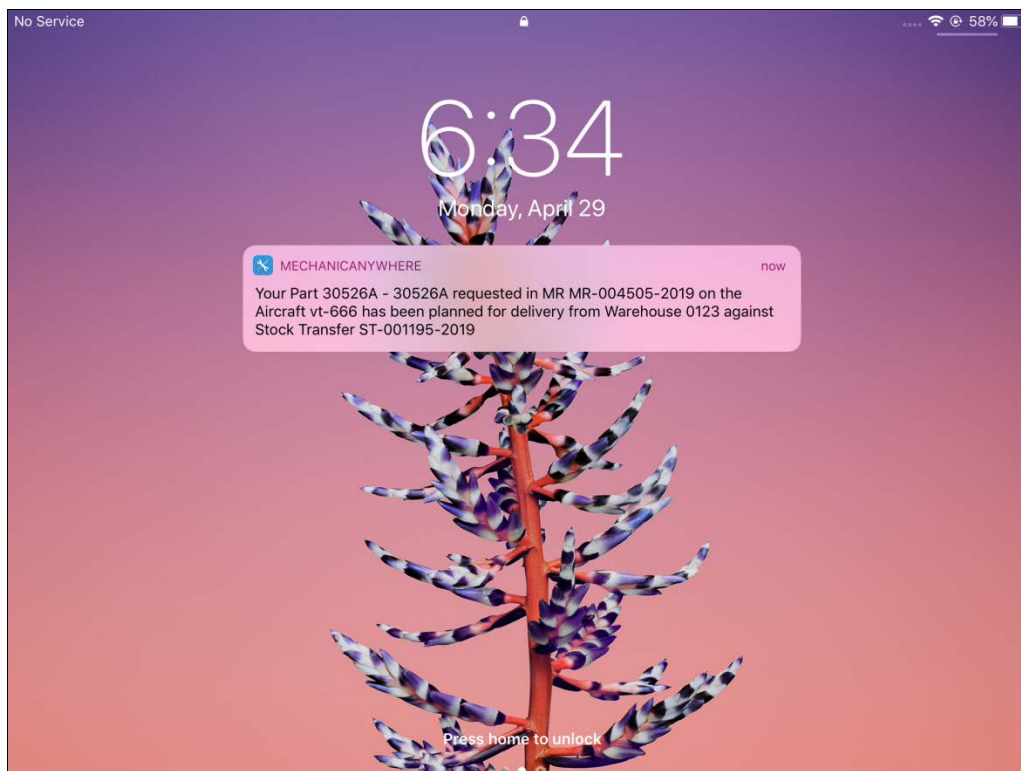 No Service
58%
6:34
Monday, April 29
MECHANICANYWHERE
now
Your Part 30526A - 30526A requested in MR MR-004505-2019 on the
Aircraft vt-666 has been planned for delivery from Warehouse 0123 against
Stock Transfer ST-001195-2019
Press home to unlock